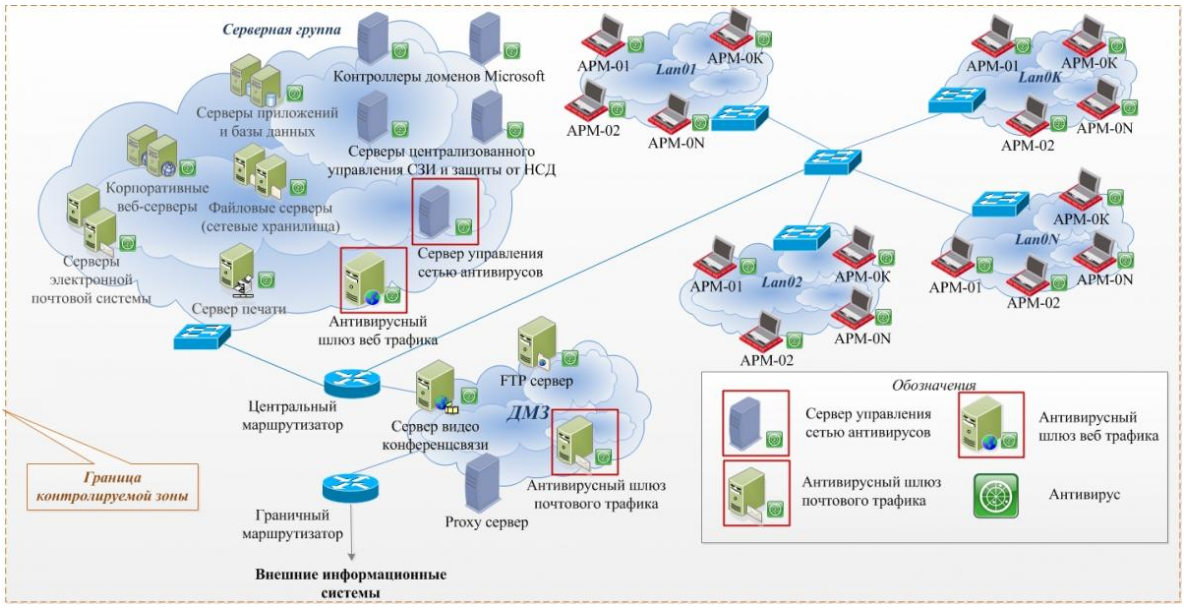 Серверная группа
Контроллеры доменов Microsoft
Серверы приложений
и базы данных
Серверы централизованного
управления СЗИ и защиты от НСД
Корпоративные
веб-серверы
Файловые серверы
(сетевые хранилища)
Сервер управления
сетью антивирусов
Серверы
электронной
почтовой системы
Сервер печати
Антивирусный
шлюз веб трафика
Lan01
АРМ-01
АРМ-0К
АРМ-02
АРМ-0N
Lan0K
АРМ-01
АРМ-0К
АРМ-02
АРМ-0N
Lan02
АРМ-01
АРМ-0К
АРМ-02
АРМ-0N
Lan0N
АРМ-0К
АРМ-01
АРМ-02
АРМ-0N
Центральный
маршрутизатор
FTP сервер
ДМЗ
Сервер видео
конференцсвязи
Антивирусный шлюз
почтового трафика
Proxy сервер
Граничный
маршрутизатор
Внешние информационные
системы
Граница
контролируемой зоны
Обозначения
Сервер управления
сетью антивирусов
Антивирусный
шлюз веб трафика
Антивирусный шлюз
почтового трафика
Антивирус